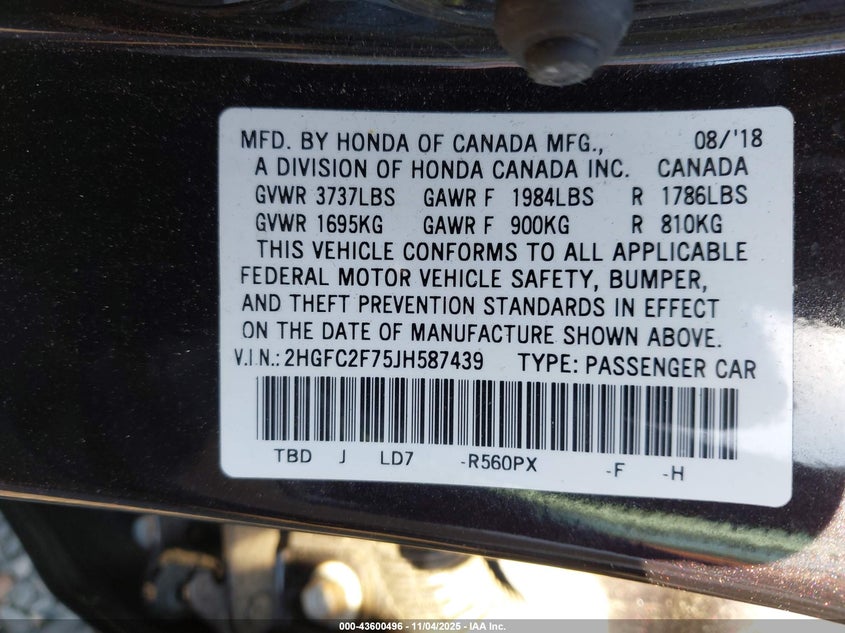 MFD. BY HONDA OF CANADA MFG., 08/'18
A DIVISION OF HONDA CANADA INC. CANADA
GVWR 3737LBS GAWR F 1984LBS R 1786LBS
GVWR 1695KG GAWR F 900KG R 810KG
THIS VEHICLE CONFORMS TO ALL APPLICABLE
FEDERAL MOTOR VEHICLE SAFETY, BUMPER,
AND THEFT PREVENTION STANDARDS IN EFFECT
ON THE DATE OF MANUFACTURE SHOWN ABOVE.
V.I.N.: 2HGFC2F75JH587439 TYPE: PASSENGER CAR
TBD J LD7 -R560PX -F -H
000-43600496 - 11/04/2025 - IAA Inc.